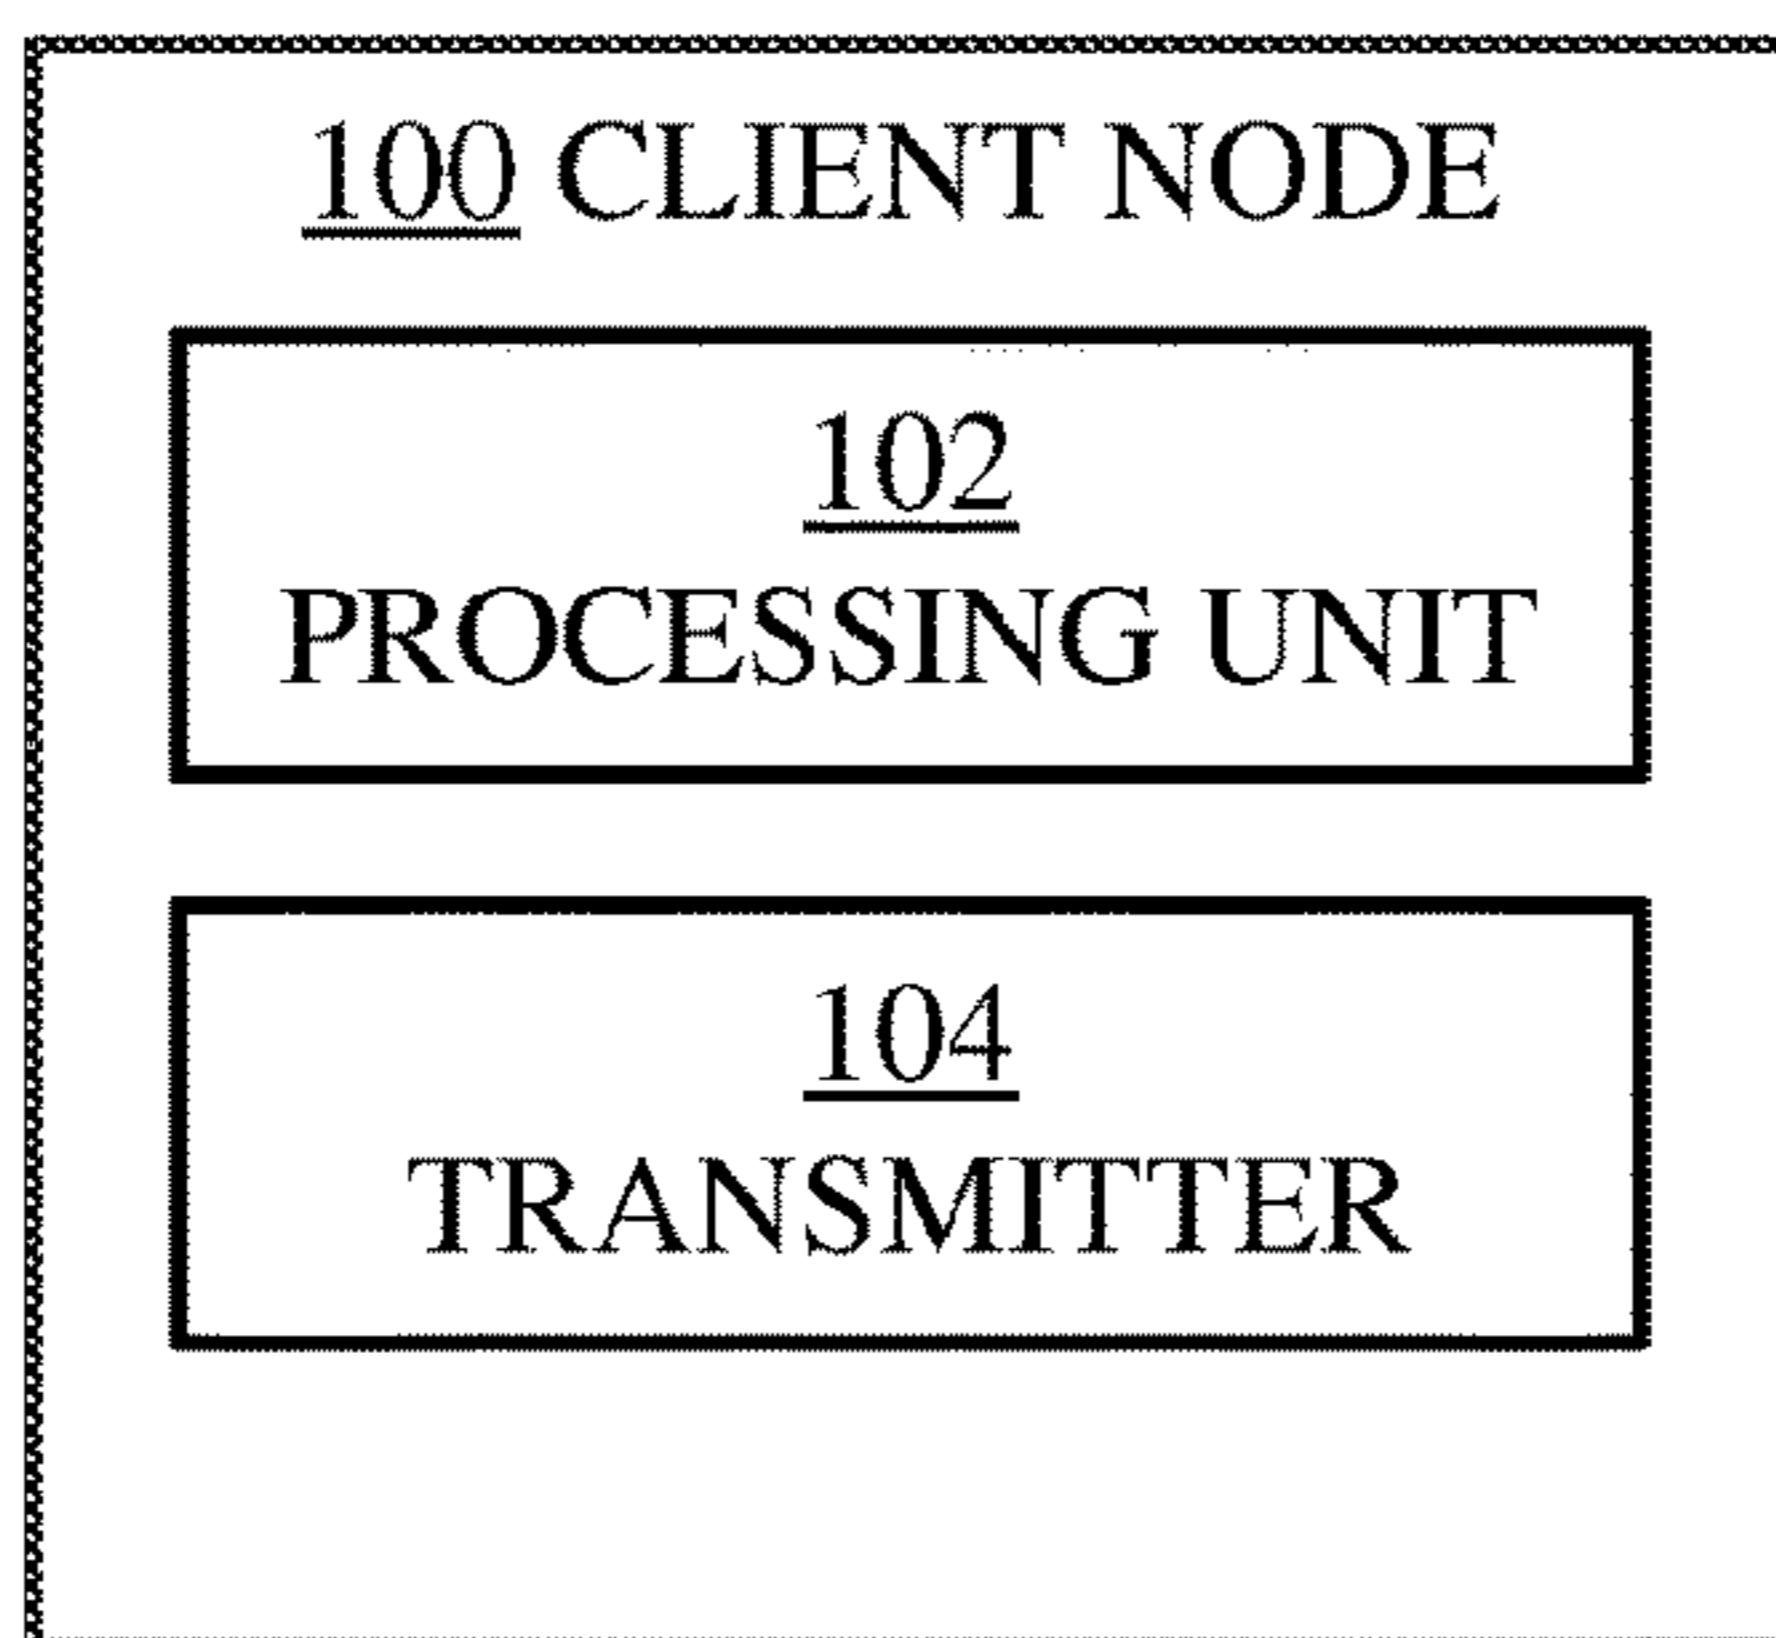 100 CLIENT NODE
102
PROCESSING UNIT
104
TRANSMITTER